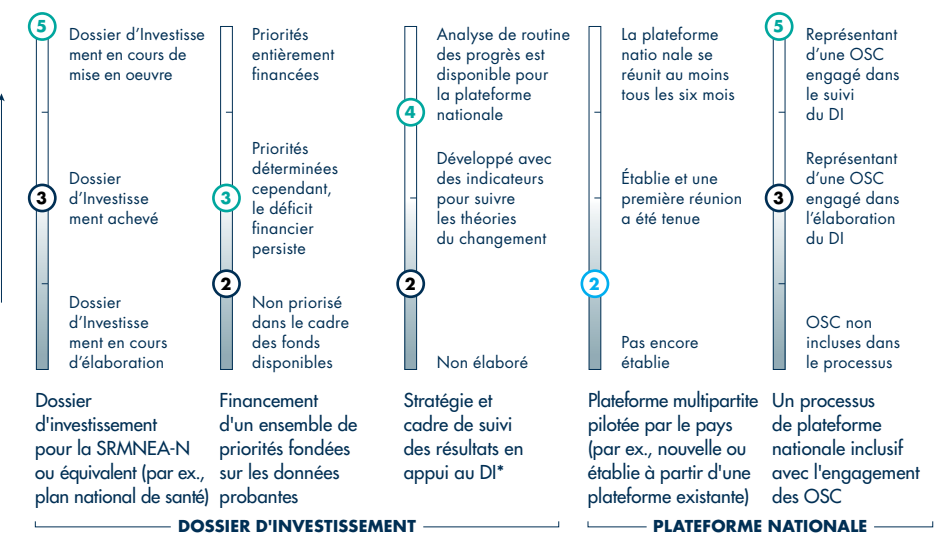 5
Dossier d’Investisse
ment en cours de
mise en oeuvre
3
Dossier
d’Investisse
ment achevé
Dossier
d’Investisse
ment en cours
d’élaboration
Dossier
d'investissement
pour la SRMNEA-N
ou équivalent (par ex.,
plan national de santé)
Priorités
entièrement
financées
3
Priorités
déterminées
cependant,
le déficit
financier
persiste
2
Non priorisé
dans le cadre
des fonds
disponibles
Financement
d'un ensemble de
priorités fondées
sur les données
probantes
Analyse de routine
des progrès est
disponible pour
la plateforme
nationale
4
Développé avec
des indicateurs
pour suivre
les théories
du changement
2
Non élaboré
Stratégie et
cadre de suivi
des résultats en
appui au DI*
La plateforme
natio nale se
réunit au moins
tous les six mois
Établie et une
première réunion
a été tenue
2
Pas encore
établie
Plateforme multipartite
pilotée par le pays
(par ex., nouvelle ou
établie à partir d'une
plateforme existante)
5
Représentant
d’une OSC
engagé dans
le suivi
du DI
3
Représentant
d’une OSC
engagé dans
l’élaboration
du DI
OSC non
incluses dans
le processus
Un processus
de plateforme
nationale inclusif
avec l'engagement
des OSC
DOSSIER D'INVESTISSEMENT
PLATEFORME NATIONALE